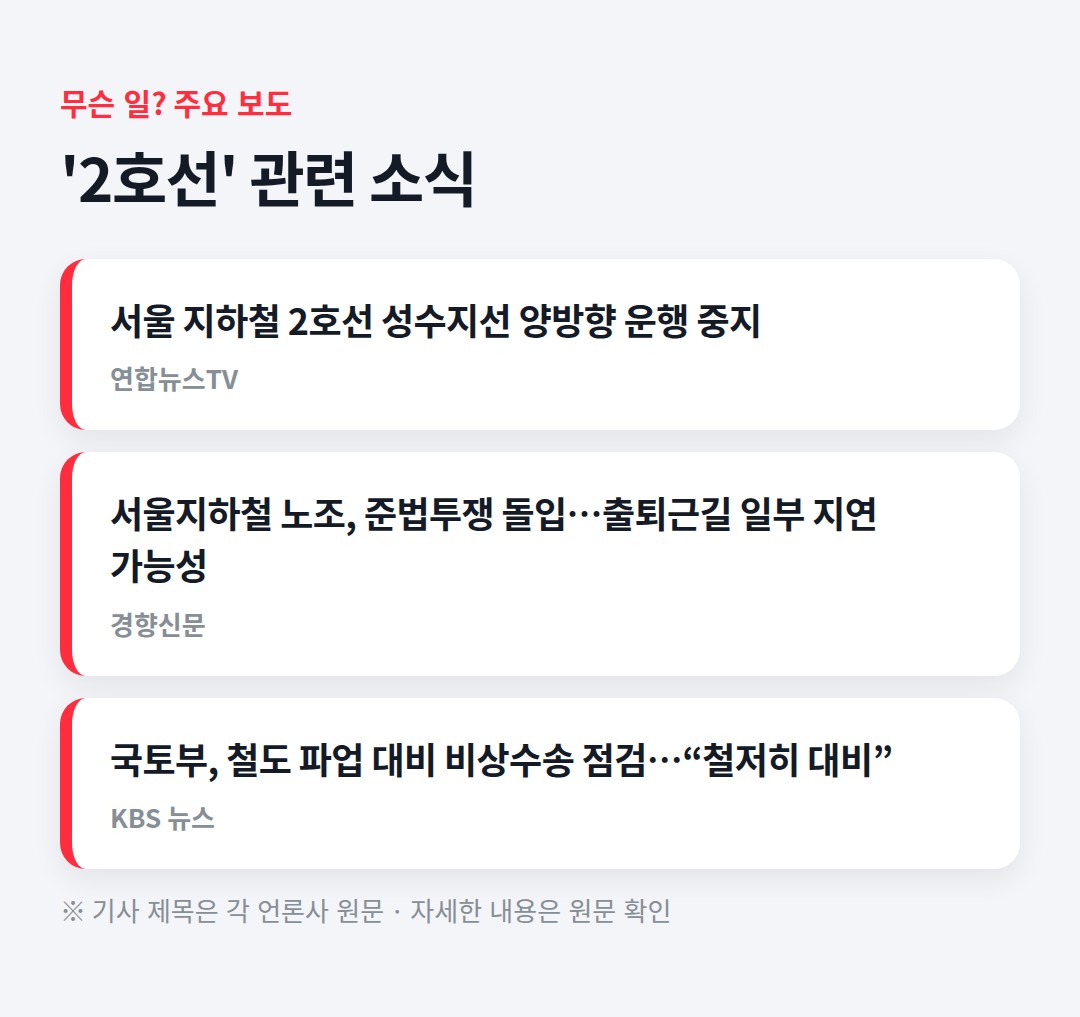 무슨 일? 주요 보도
'2호선' 관련 소식
서울 지하철 2호선 성수지선 양방향 운행 중지
연합뉴스TV
서울지하철 노조, 준법투쟁 돌입…출퇴근길 일부 지연
가능성
경향신문
국토부, 철도 파업 대비 비상수송 점검…“철저히 대비”
KBS 뉴스
※ 기사 제목은 각 언론사 원문 · 자세한 내용은 원문 확인